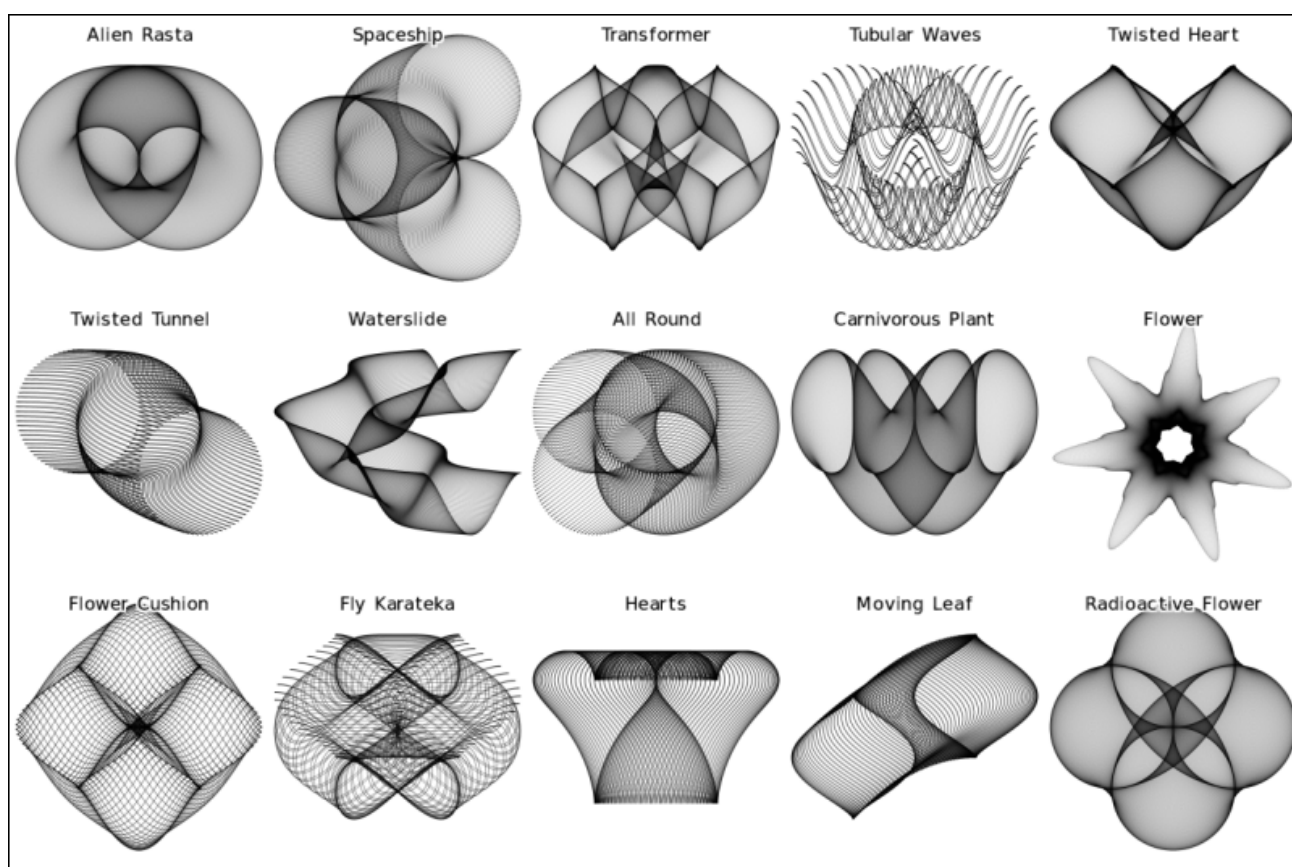 Alien Rasta
Spaceship
Transformer
Tubular Waves
Twisted Heart
Twisted Tunnel
Waterslide
All Round
Carnivorous Plant
Flower
Flower Cushion
Fly Karateka
Hearts
Moving Leaf
Radioactive Flower